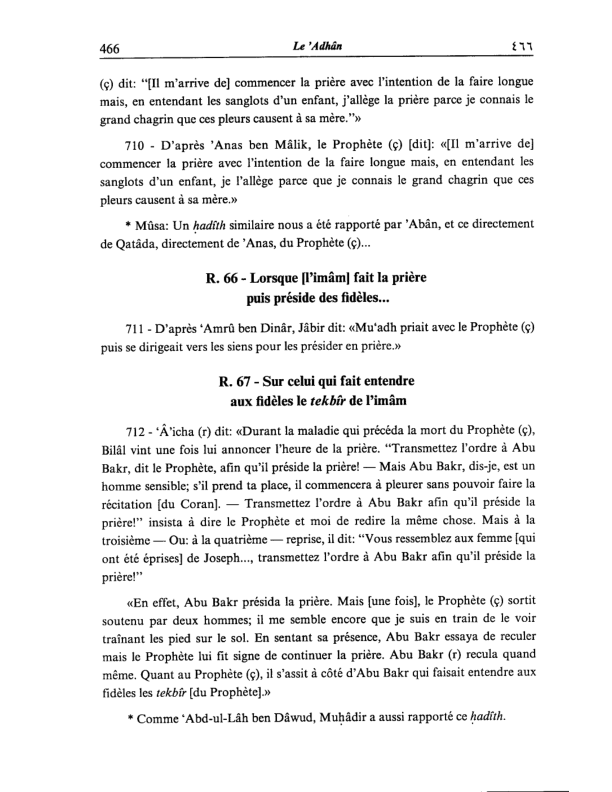 466 Le ’Adhân ٤٦٦
(ç) dit: “[Il m’arrive de] commencer la prière avec l’intention de la faire longue
mais, en entendant les sanglots d’un enfant, j’allège la prière parce je connais le
grand chagrin que ces pleurs causent à sa mère.”»
710 - D’après ’Anas ben Mâlik, le Prophète (ç) [dit]: «[Il m’arrive de]
commencer la prière avec l’intention de la faire longue mais, en entendant les
sanglots d’un enfant, je l’allège parce que je connais le grand chagrin que ces
pleurs causent à sa mère.»
* Mûsa: Un ḥadîth similaire nous a été rapporté par ’Abân, et ce directement
de Qatâda, directement de ’Anas, du Prophète (ç)...
R. 66 - Lorsque [l’imâm] fait la prière
puis préside des fidèles...
711 - D’après ‘Amrû ben Dinâr, Jâbir dit: «Mu‘adh priait avec le Prophète (ç)
puis se dirigeait vers les siens pour les présider en prière.»
R. 67 - Sur celui qui fait entendre
aux fidèles le tekbîr de l’imâm
712 - ‘Â’icha (r) dit: «Durant la maladie qui précéda la mort du Prophète (ç),
Bilâl vint une fois lui annoncer l’heure de la prière. “Transmettez l’ordre à Abu
Bakr, dit le Prophète, afin qu’il préside la prière! — Mais Abu Bakr, dis-je, est un
homme sensible; s’il prend ta place, il commencera à pleurer sans pouvoir faire la
récitation [du Coran]. — Transmettez l’ordre à Abu Bakr afin qu’il préside la
prière!” insista à dire le Prophète et moi de redire la même chose. Mais à la
troisième — Ou: à la quatrième — reprise, il dit: “Vous ressemblez aux femme [qui
ont été éprises] de Joseph..., transmettez l’ordre à Abu Bakr afin qu’il préside la
prière!”
«En effet, Abu Bakr présida la prière. Mais [une fois], le Prophète (ç) sortit
soutenu par deux hommes; il me semble encore que je suis en train de le voir
traînant les pied sur le sol. En sentant sa présence, Abu Bakr essaya de reculer
mais le Prophète lui fit signe de continuer la prière. Abu Bakr (r) recula quand
même. Quant au Prophète (ç), il s’assit à côté d’Abu Bakr qui faisait entendre aux
fidèles les tekbîr [du Prophète].»
* Comme ‘Abd-ul-Lâh ben Dâwud, Muḥâdir a aussi rapporté ce ḥadîth.